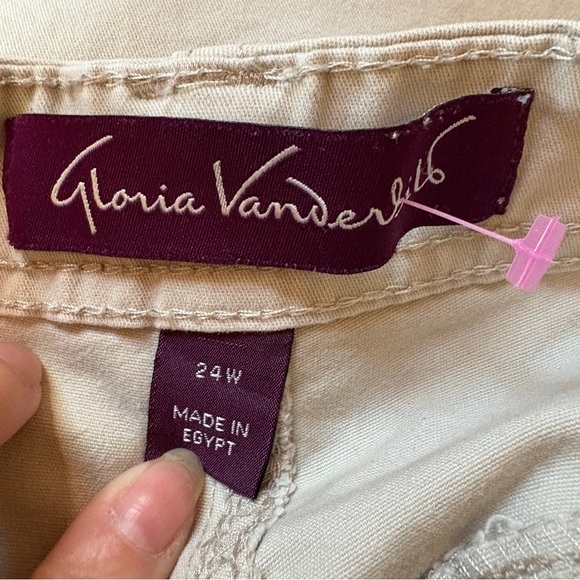 Gloria Vanderbilt
24W
MADE IN
EGYPT